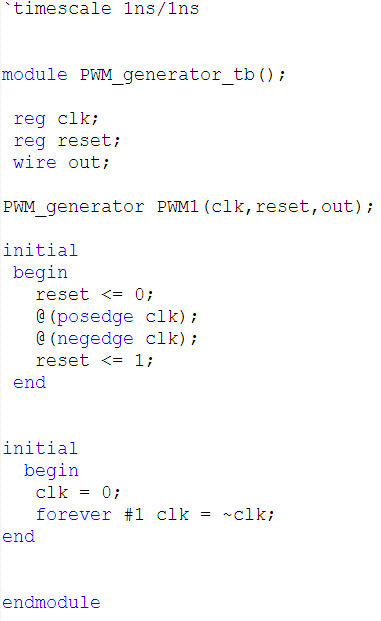 `timescale 1ns/1ns
module PWM_generator_tb();
reg clk;
reg reset;
wire out;
PWM_generator PWM1(clk,reset,out);
initial
begin
reset <= 0;
@(posedge clk);
@(negedge clk);
reset <= 1;
end
initial
begin
clk = 0;
forever #1 clk = ~clk;
end
endmodule